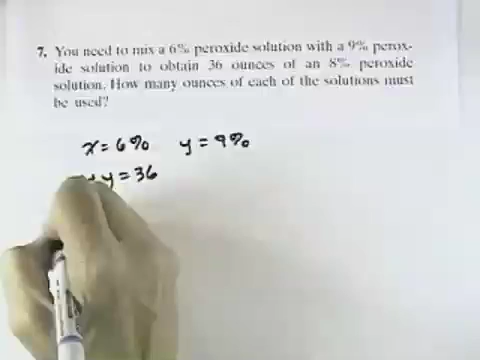 7. You need to mix a 6% peroxide solution with a 9% perox-
ide solution to obtain 36 ounces of an 8% peroxide
solution. How many ounces of each of the solutions must
be used?
x = 6% y = 9%
y = 36